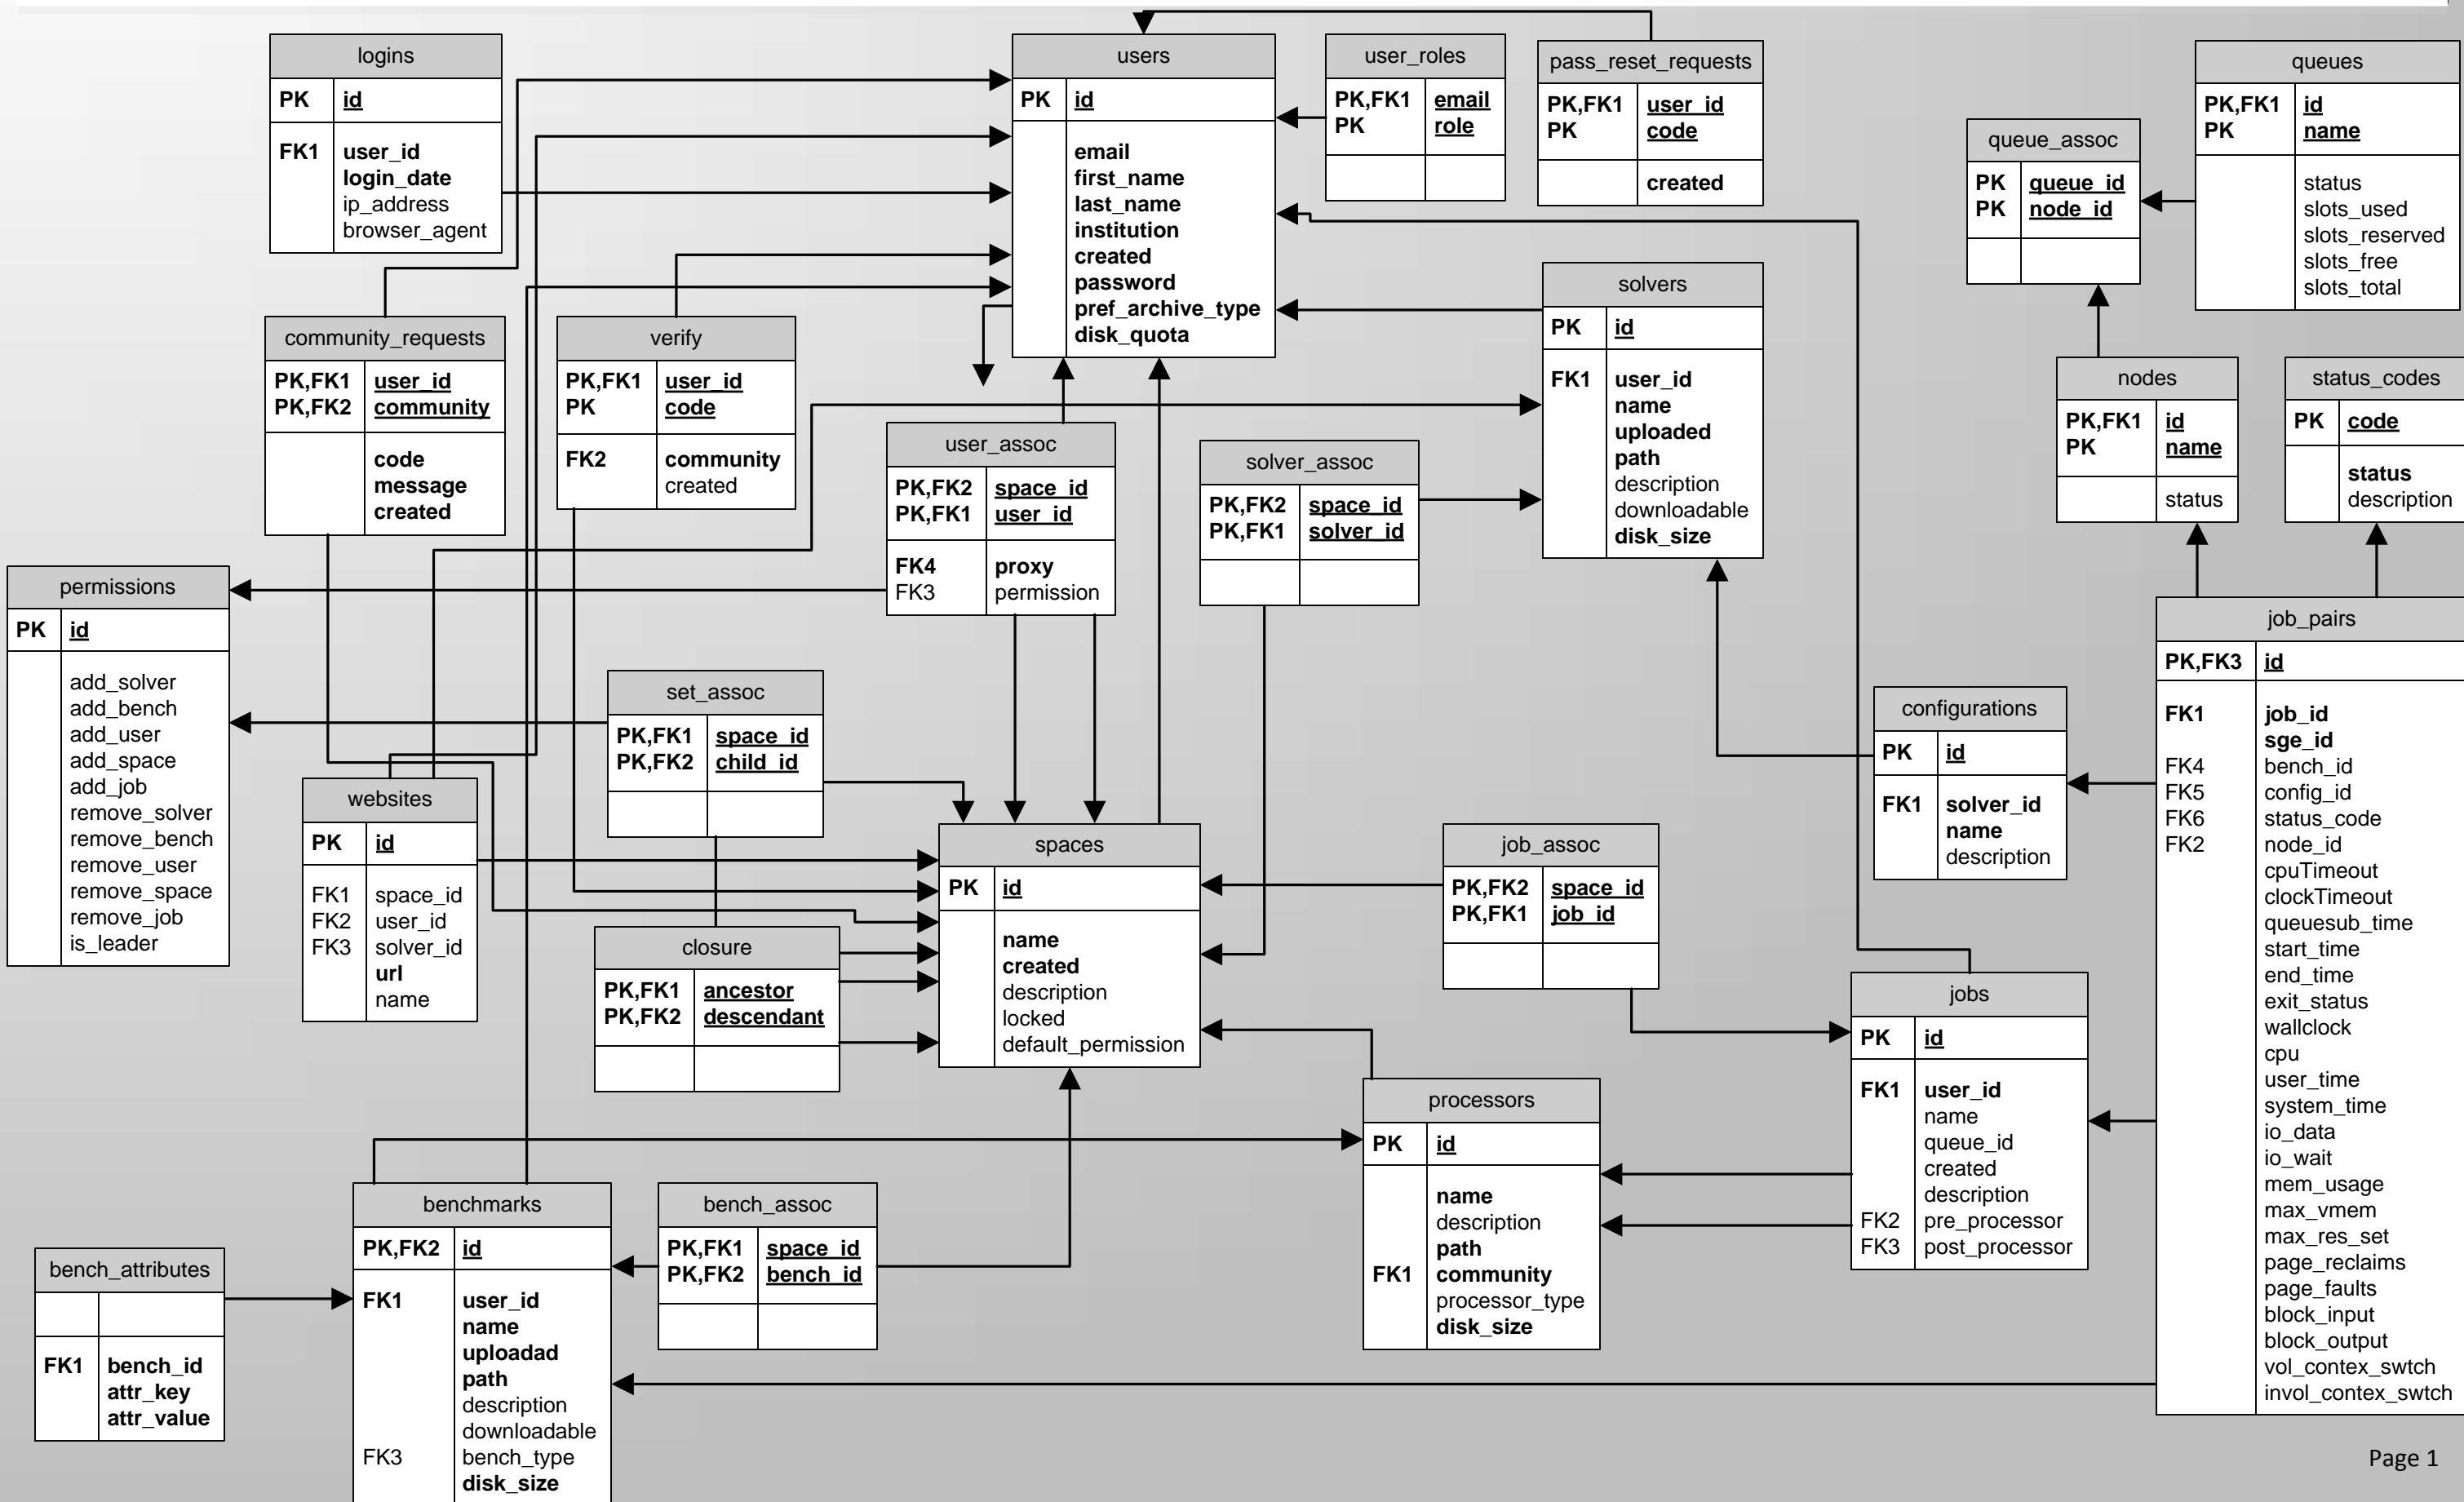 logins
PK id
FK1 user_id
login_date
ip_address
browser_agent
users
PK id
email
first_name
last_name
institution
created
password
pref_archive_type
disk_quota
user_roles
PK,FK1 email
PK role
pass_reset_requests
PK,FK1 user_id
PK code
created
queues
PK,FK1 id
PK name
status
slots_used
slots_reserved
slots_free
slots_total
queue_assoc
PK queue_id
PK node_id
community_requests
PK,FK1 user_id
PK,FK2 community
code
message
created
verify
PK,FK1 user_id
PK code
FK2 community
created
user_assoc
PK,FK2 space_id
PK,FK1 user_id
FK4 proxy
FK3 permission
solver_assoc
PK,FK2 space_id
PK,FK1 solver_id
solvers
PK id
FK1 user_id
name
uploaded
path
description
downloadable
disk_size
nodes
PK,FK1 id
PK name
status
status_codes
PK code
status
description
permissions
PK id
add_solver
add_bench
add_user
add_space
add_job
remove_solver
remove_bench
remove_user
remove_space
remove_job
is_leader
set_assoc
PK,FK1 space_id
PK,FK2 child_id
websites
PK id
FK1 space_id
FK2 user_id
FK3 solver_id
url
name
closure
PK,FK1 ancestor
PK,FK2 descendant
spaces
PK id
name
created
description
locked
default_permission
job_assoc
PK,FK2 space_id
PK,FK1 job_id
configurations
PK id
FK1 solver_id
name
description
job_pairs
PK,FK3 id
FK1 job_id
sge_id
FK4 bench_id
FK5 config_id
FK6 status_code
FK2 node_id
cpuTimeout
clockTimeout
queuesub_time
start_time
end_time
exit_status
wallclock
cpu
user_time
system_time
io_data
io_wait
mem_usage
max_vmem
max_res_set
page_reclaims
page_faults
block_input
block_output
vol_contex_swtch
invol_contex_swtch
jobs
PK id
FK1 user_id
name
queue_id
created
description
FK2 pre_processor
FK3 post_processor
processors
PK id
name
description
path
FK1 community
processor_type
disk_size
benchmarks
PK,FK2 id
FK1 user_id
name
uploadad
path
description
downloadable
FK3 bench_type
disk_size
bench_assoc
PK,FK1 space_id
PK,FK2 bench_id
bench_attributes
FK1 bench_id
attr_key
attr_value
Page 1